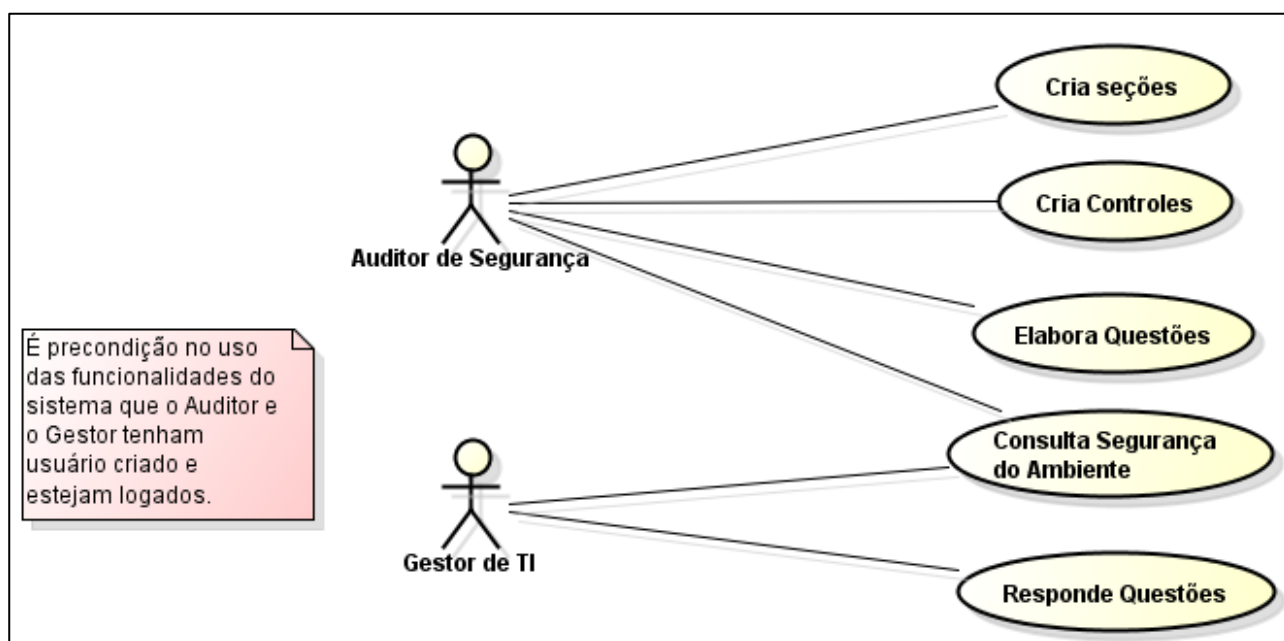 Cria seções
Cria Controles
Auditor de Segurança
Elabora Questões
É precondição no uso
das funcionalidades do
sistema que o Auditor e
o Gestor tenham
usuário criado e
estejam logados.
Consulta Segurança
do Ambiente
Gestor de TI
Responde Questões